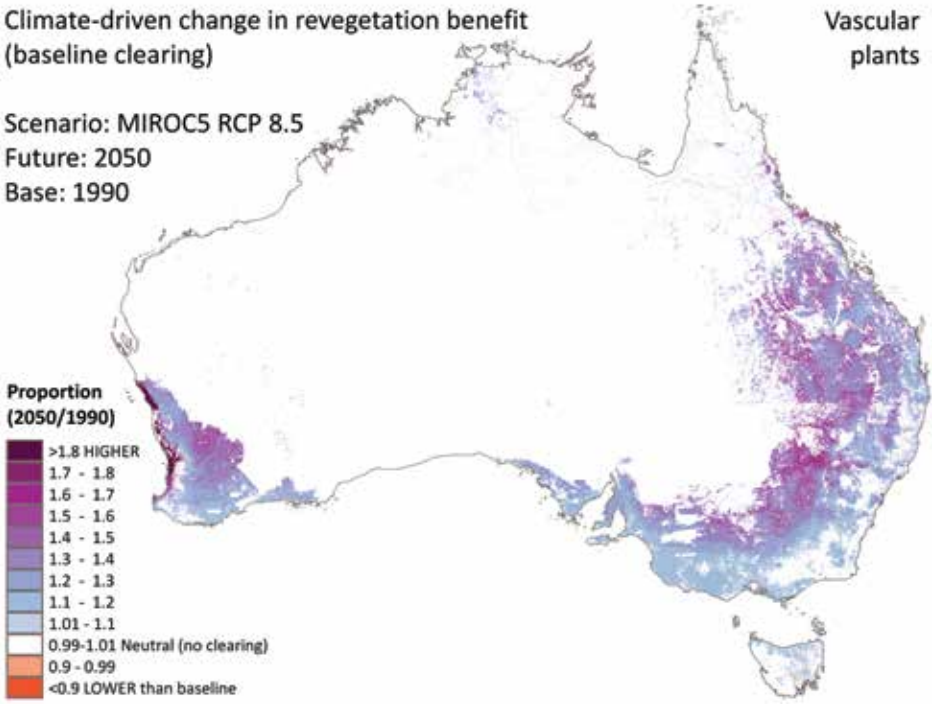 Climate-driven change in revegetation benefit
(baseline clearing)
Vascular
plants
Scenario: MIROC5 RCP 8.5
Future: 2050
Base: 1990
Proportion
(2050/1990)
>1.8 HIGHER
1.7 - 1.8
1.6 - 1.7
1.5 - 1.6
1.4 - 1.5
1.3 - 1.4
1.2 - 1.3
1.1 - 1.2
1.01 - 1.1
0.99-1.01 Neutral (no clearing)
0.9 - 0.99
<0.9 LOWER than baseline